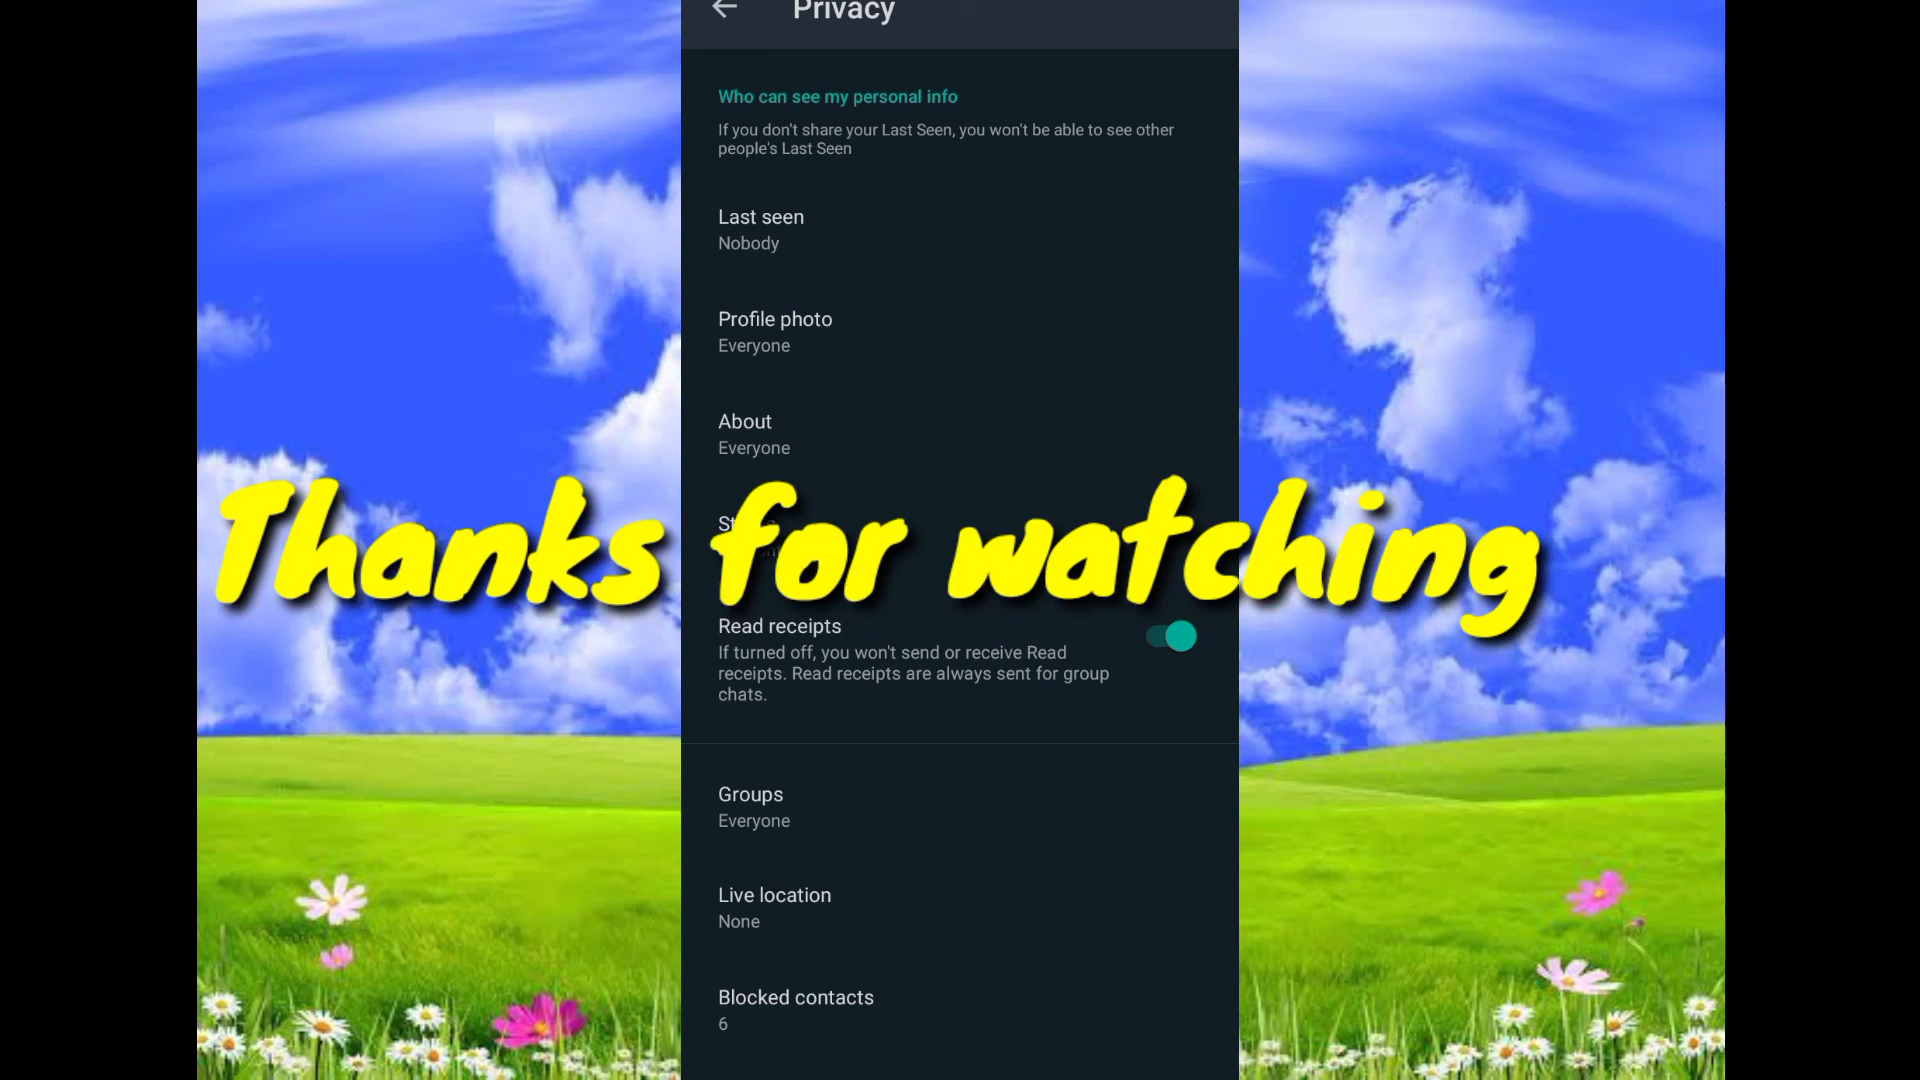 Privacy
Who can see my personal info
If you don't share your Last Seen, you won't be able to see other
people's Last Seen
Last seen
Nobody
Profile photo
Everyone
About
Everyone
Thanks for watching
Read receipts
If turned off, you won't send or receive Read
receipts. Read receipts are always sent for group
chats.
Groups
Everyone
Live location
None
Blocked contacts
6